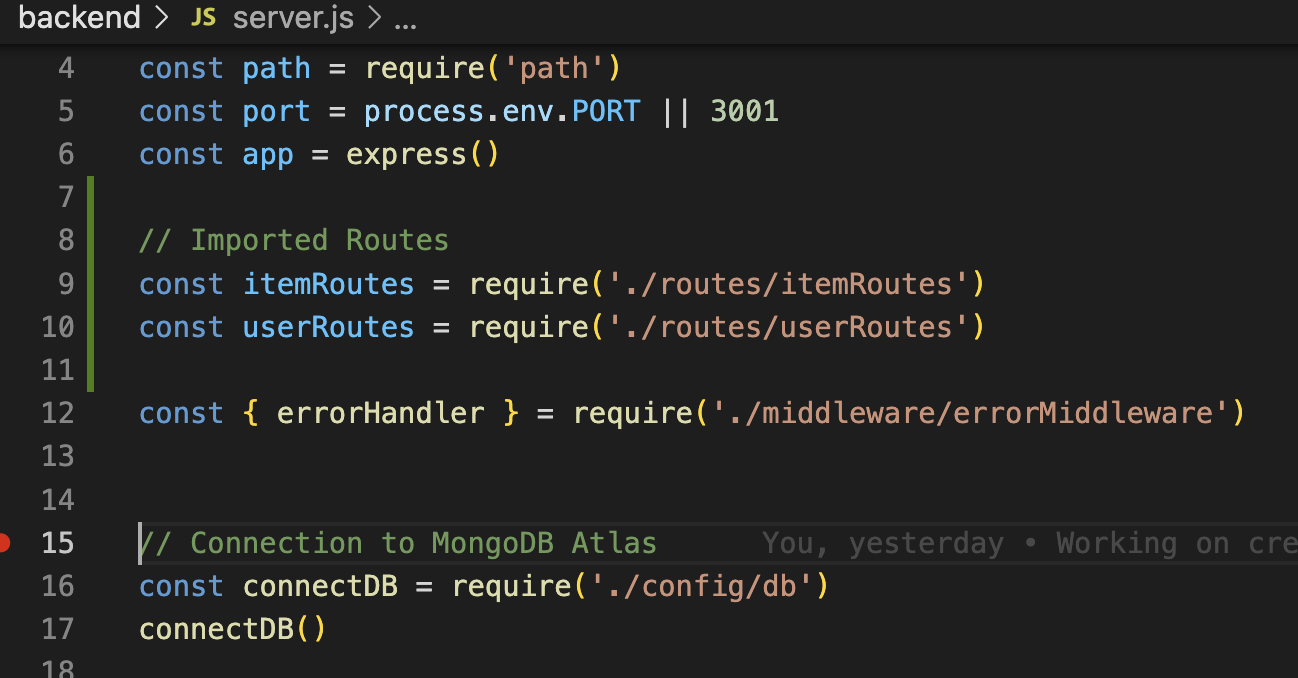 backend > JS server.js > ...
4 const path = require('path')
5 const port = process.env.PORT || 3001
6 const app = express()
7
8 // Imported Routes
9 const itemRoutes = require('./routes/itemRoutes')
10 const userRoutes = require('./routes/userRoutes')
11
12 const { errorHandler } = require('./middleware/errorMiddleware')
13
14
15 // Connection to MongoDB Atlas You, yesterday • Working on cre
16 const connectDB = require('./config/db')
17 connectDB()
18